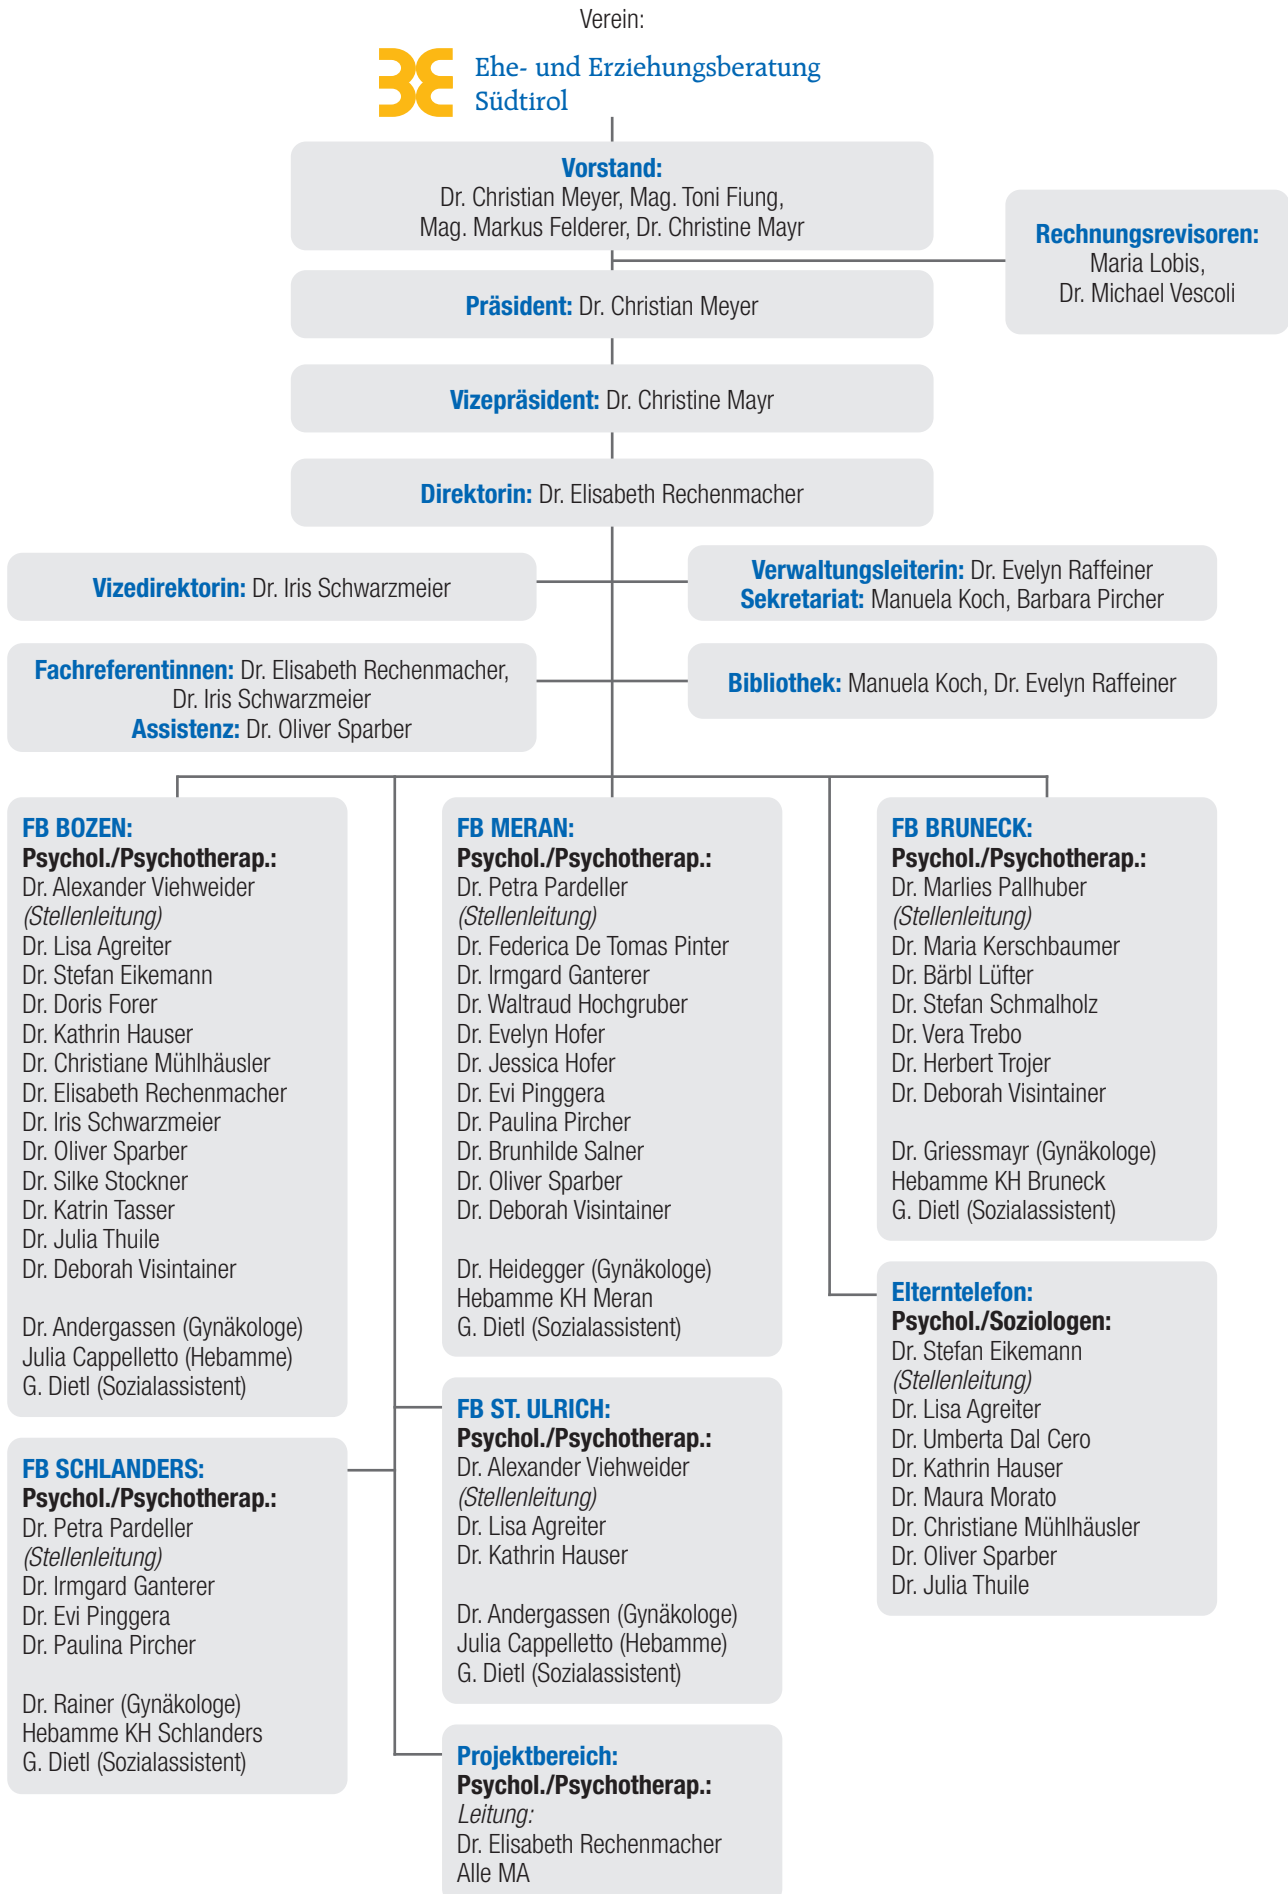 Verein:
Ehe- und Erziehungsberatung
Südtirol
Vorstand:
Dr. Christian Meyer, Mag. Toni Fiung,
Mag. Markus Felderer, Dr. Christine Mayr
Rechnungsrevisoren:
Maria Lobis,
Dr. Michael Vescoli
Präsident: Dr. Christian Meyer
Vizepräsident: Dr. Christine Mayr
Direktorin: Dr. Elisabeth Rechenmacher
Vizedirektorin: Dr. Iris Schwarzmeier
Verwaltungsleiterin: Dr. Evelyn Raffeiner
Sekretariat: Manuela Koch, Barbara Pircher
Fachreferentinnen: Dr. Elisabeth Rechenmacher,
Dr. Iris Schwarzmeier
Assistenz: Dr. Oliver Sparber
Bibliothek: Manuela Koch, Dr. Evelyn Raffeiner
FB BOZEN:
Psychol./Psychotherap.:
Dr. Alexander Viehweider
(Stellenleitung)
Dr. Lisa Agreiter
Dr. Stefan Eikemann
Dr. Doris Forer
Dr. Kathrin Hauser
Dr. Christiane Mühlhäusler
Dr. Elisabeth Rechenmacher
Dr. Iris Schwarzmeier
Dr. Oliver Sparber
Dr. Silke Stockner
Dr. Katrin Tasser
Dr. Julia Thuile
Dr. Deborah Visintainer
Dr. Andergassen (Gynäkologe)
Julia Cappelletto (Hebamme)
G. Dietl (Sozialassistent)
FB SCHLANDERS:
Psychol./Psychotherap.:
Dr. Petra Pardeller
(Stellenleitung)
Dr. Irmgard Ganterer
Dr. Evi Pinggera
Dr. Paulina Pircher
Dr. Rainer (Gynäkologe)
Hebamme KH Schlanders
G. Dietl (Sozialassistent)
FB MERAN:
Psychol./Psychotherap.:
Dr. Petra Pardeller
(Stellenleitung)
Dr. Federica De Tomas Pinter
Dr. Irmgard Ganterer
Dr. Waltraud Hochgruber
Dr. Evelyn Hofer
Dr. Jessica Hofer
Dr. Evi Pinggera
Dr. Paulina Pircher
Dr. Brunhilde Salner
Dr. Oliver Sparber
Dr. Deborah Visintainer
Dr. Heidegger (Gynäkologe)
Hebamme KH Meran
G. Dietl (Sozialassistent)
FB ST. ULRICH:
Psychol./Psychotherap.:
Dr. Alexander Viehweider
(Stellenleitung)
Dr. Lisa Agreiter
Dr. Kathrin Hauser
Dr. Andergassen (Gynäkologe)
Julia Cappelletto (Hebamme)
G. Dietl (Sozialassistent)
Projektbereich:
Psychol./Psychotherap.:
Leitung:
Dr. Elisabeth Rechenmacher
Alle MA
FB BRUNECK:
Psychol./Psychotherap.:
Dr. Marlies Pallhuber
(Stellenleitung)
Dr. Maria Kerschbaumer
Dr. Bärbl Lüfter
Dr. Stefan Schmalholz
Dr. Vera Trebo
Dr. Herbert Trojer
Dr. Deborah Visintainer
Dr. Griessmayr (Gynäkologe)
Hebamme KH Bruneck
G. Dietl (Sozialassistent)
Elterntelefon:
Psychol./Soziologen:
Dr. Stefan Eikemann
(Stellenleitung)
Dr. Lisa Agreiter
Dr. Umberta Dal Cero
Dr. Kathrin Hauser
Dr. Maura Morato
Dr. Christiane Mühlhäusler
Dr. Oliver Sparber
Dr. Julia Thuile